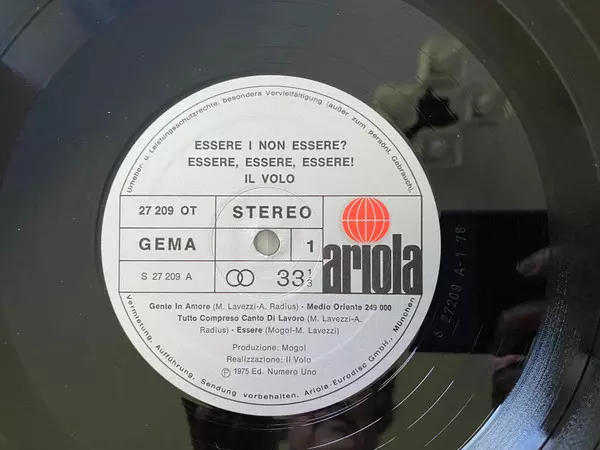 Urheber- u. Leistungsschutzrechte, besonders Vervielfältigung (außer zum persönl. Gebrauch),
ESSERE I NON ESSERE?
ESSERE, ESSERE, ESSERE!
IL VOLO
27 209 OT
STEREO
GEMA
1
ariola
S 27 209 A
33 1/3
Gente In Amore (M. Lavezzi-A. Radius) - Medio Oriente 249 000
Tutto Compreso Canto Di Lavoro (M. Lavezzi-A.
Radius) - Essere (Mogol-M. Lavezzi)
Produzione: Mogol
Realizzazione: Il Volo
Ⓟ 1975 Ed. Numero Uno
Vermietung, Aufführung, Sendung vorbehalten. Ariola-Eurodisc GmbH., München
S 27209 A-1 78